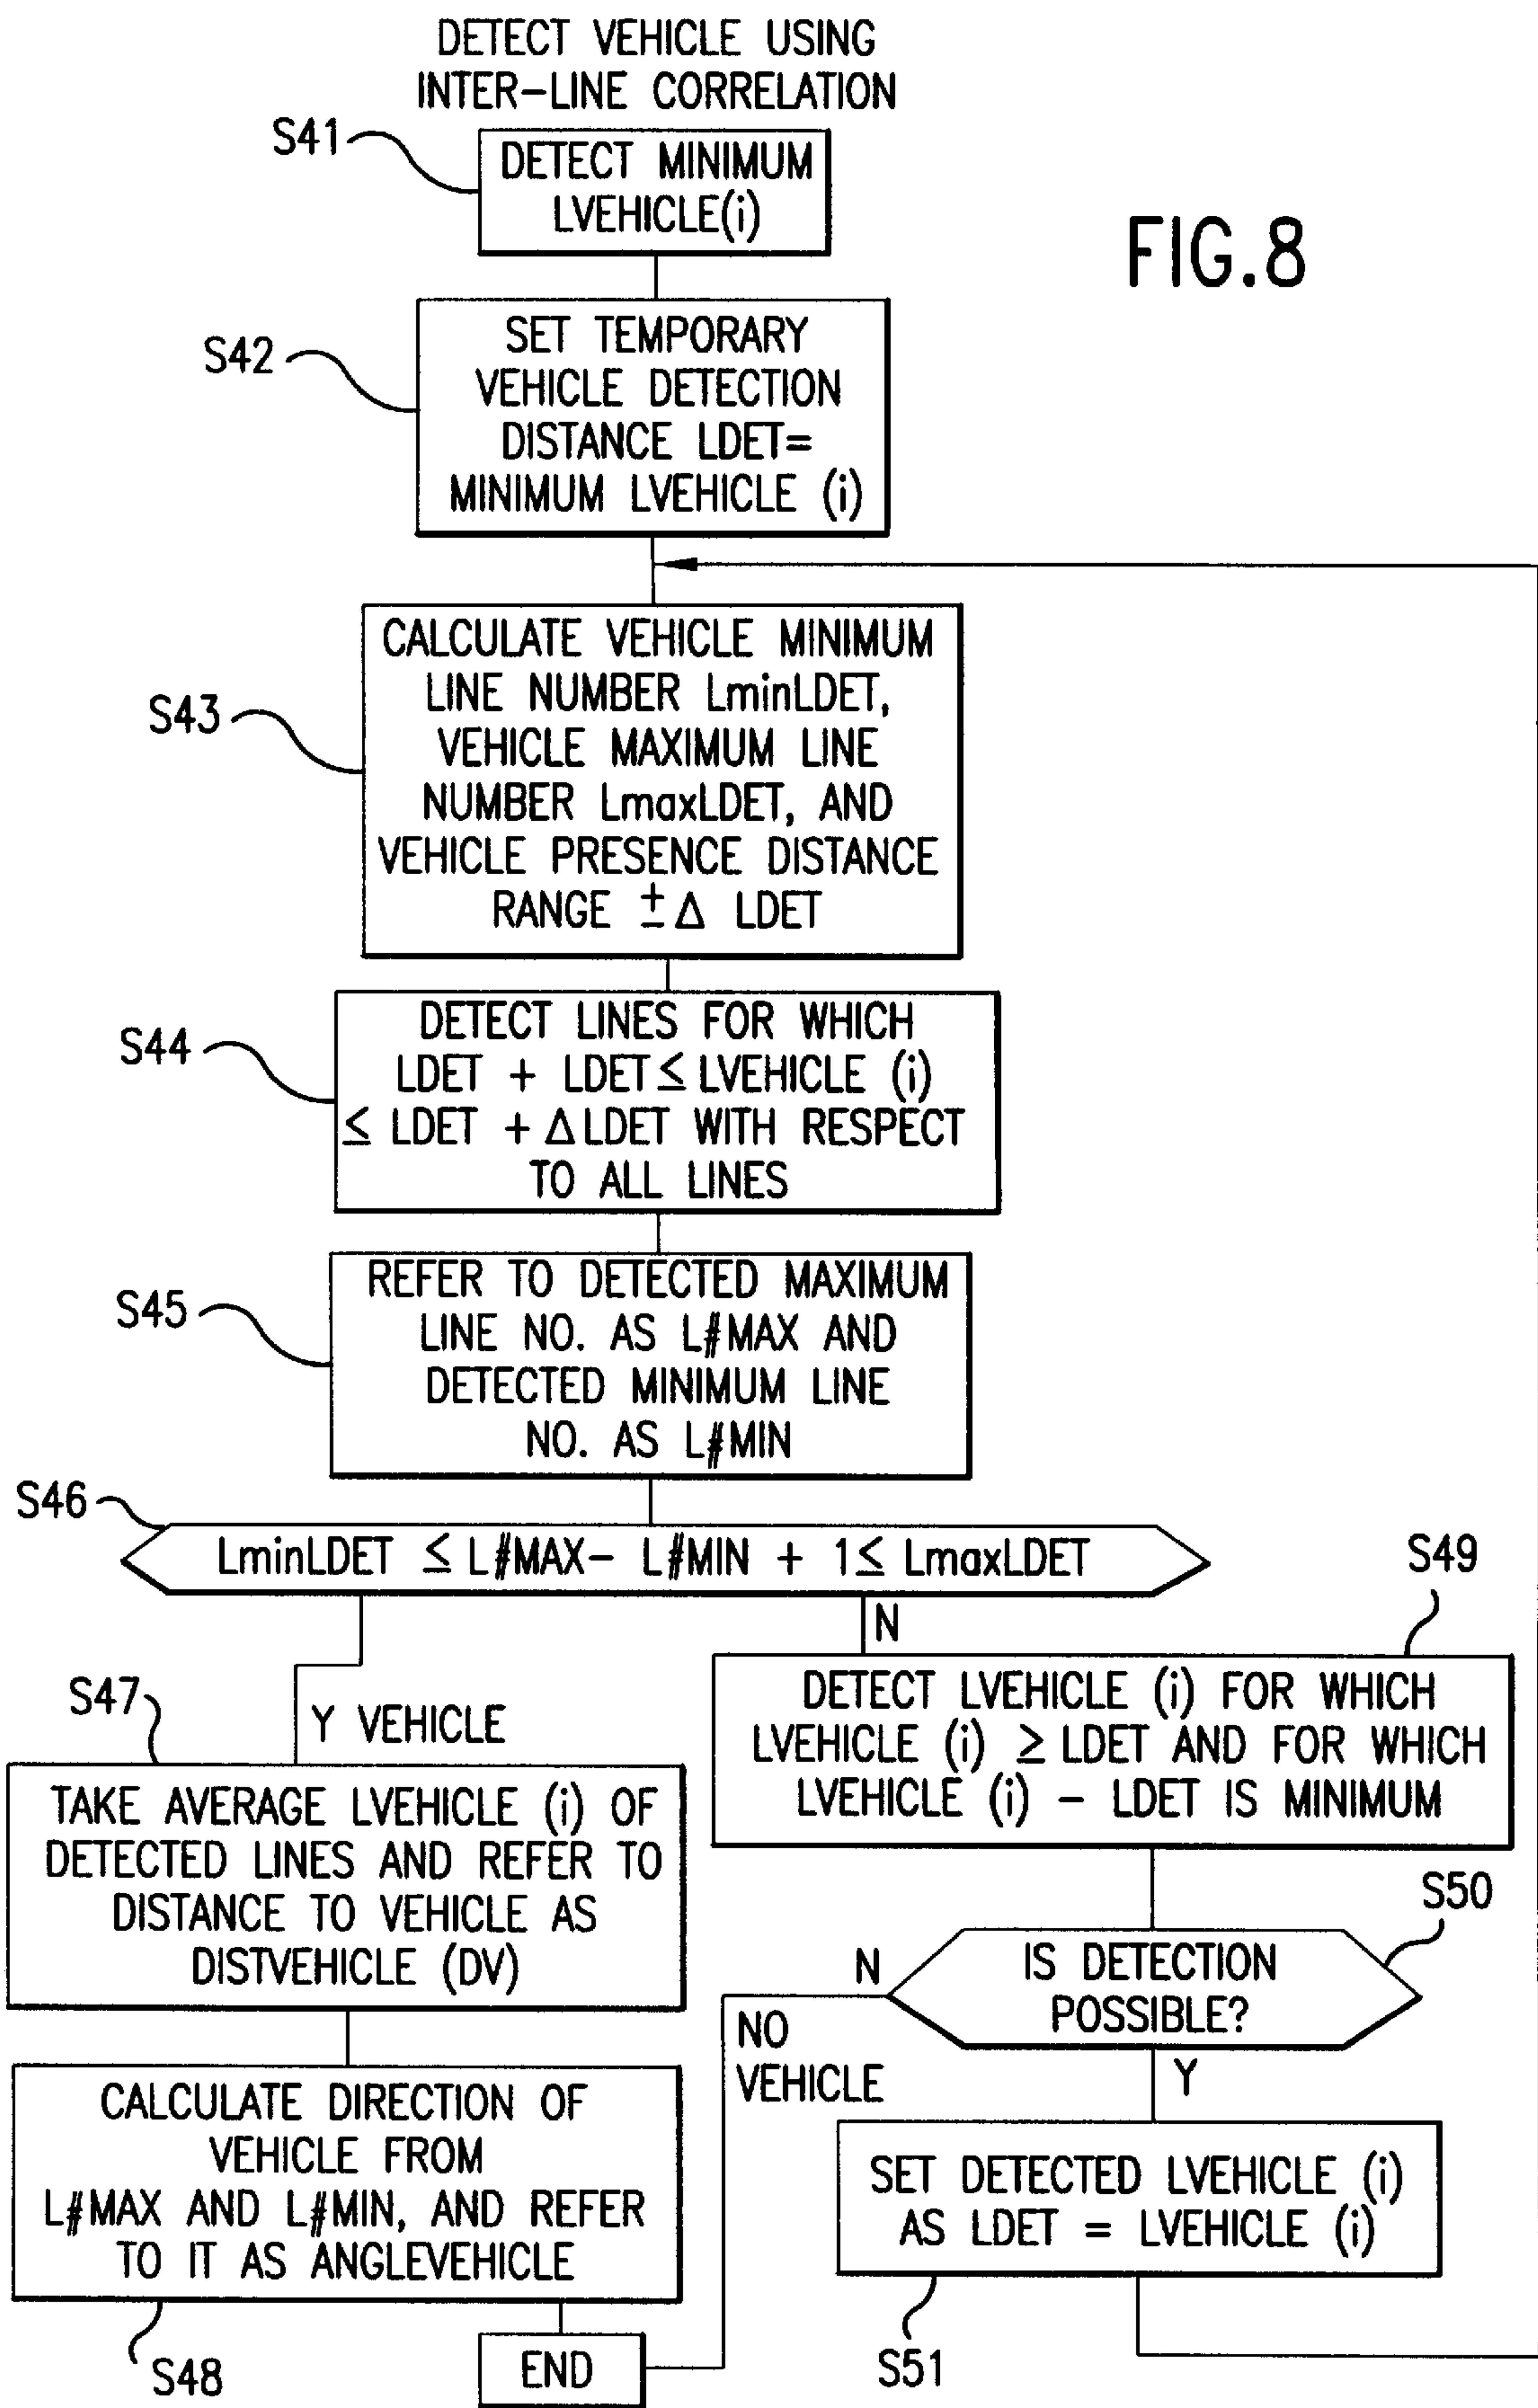 DETECT VEHICLE USING
INTER-LINE CORRELATION
S41
DETECT MINIMUM
LVEHICLE(i)
FIG.8
S42
SET TEMPORARY
VEHICLE DETECTION
DISTANCE LDET=
MINIMUM LVEHICLE (i)
S43
CALCULATE VEHICLE MINIMUM
LINE NUMBER LminLDET,
VEHICLE MAXIMUM LINE
NUMBER LmaxLDET, AND
VEHICLE PRESENCE DISTANCE
RANGE ±Δ LDET
S44
DETECT LINES FOR WHICH
LDET + LDET ≤ LVEHICLE (i)
≤ LDET + ΔLDET WITH RESPECT
TO ALL LINES
S45
REFER TO DETECTED MAXIMUM
LINE NO. AS L#MAX AND
DETECTED MINIMUM LINE
NO. AS L#MIN
S46
LminLDET ≤ L#MAX- L#MIN + 1≤ LmaxLDET
Y VEHICLE
N
S47
TAKE AVERAGE LVEHICLE (i) OF
DETECTED LINES AND REFER TO
DISTANCE TO VEHICLE AS
DISTVEHICLE (DV)
CALCULATE DIRECTION OF
VEHICLE FROM
L#MAX AND L#MIN, AND REFER
TO IT AS ANGLEVEHICLE
S48
S49
DETECT LVEHICLE (i) FOR WHICH
LVEHICLE (i) ≥ LDET AND FOR WHICH
LVEHICLE (i) - LDET IS MINIMUM
S50
IS DETECTION
POSSIBLE?
N
NO
VEHICLE
Y
SET DETECTED LVEHICLE (i)
AS LDET = LVEHICLE (i)
S51
END